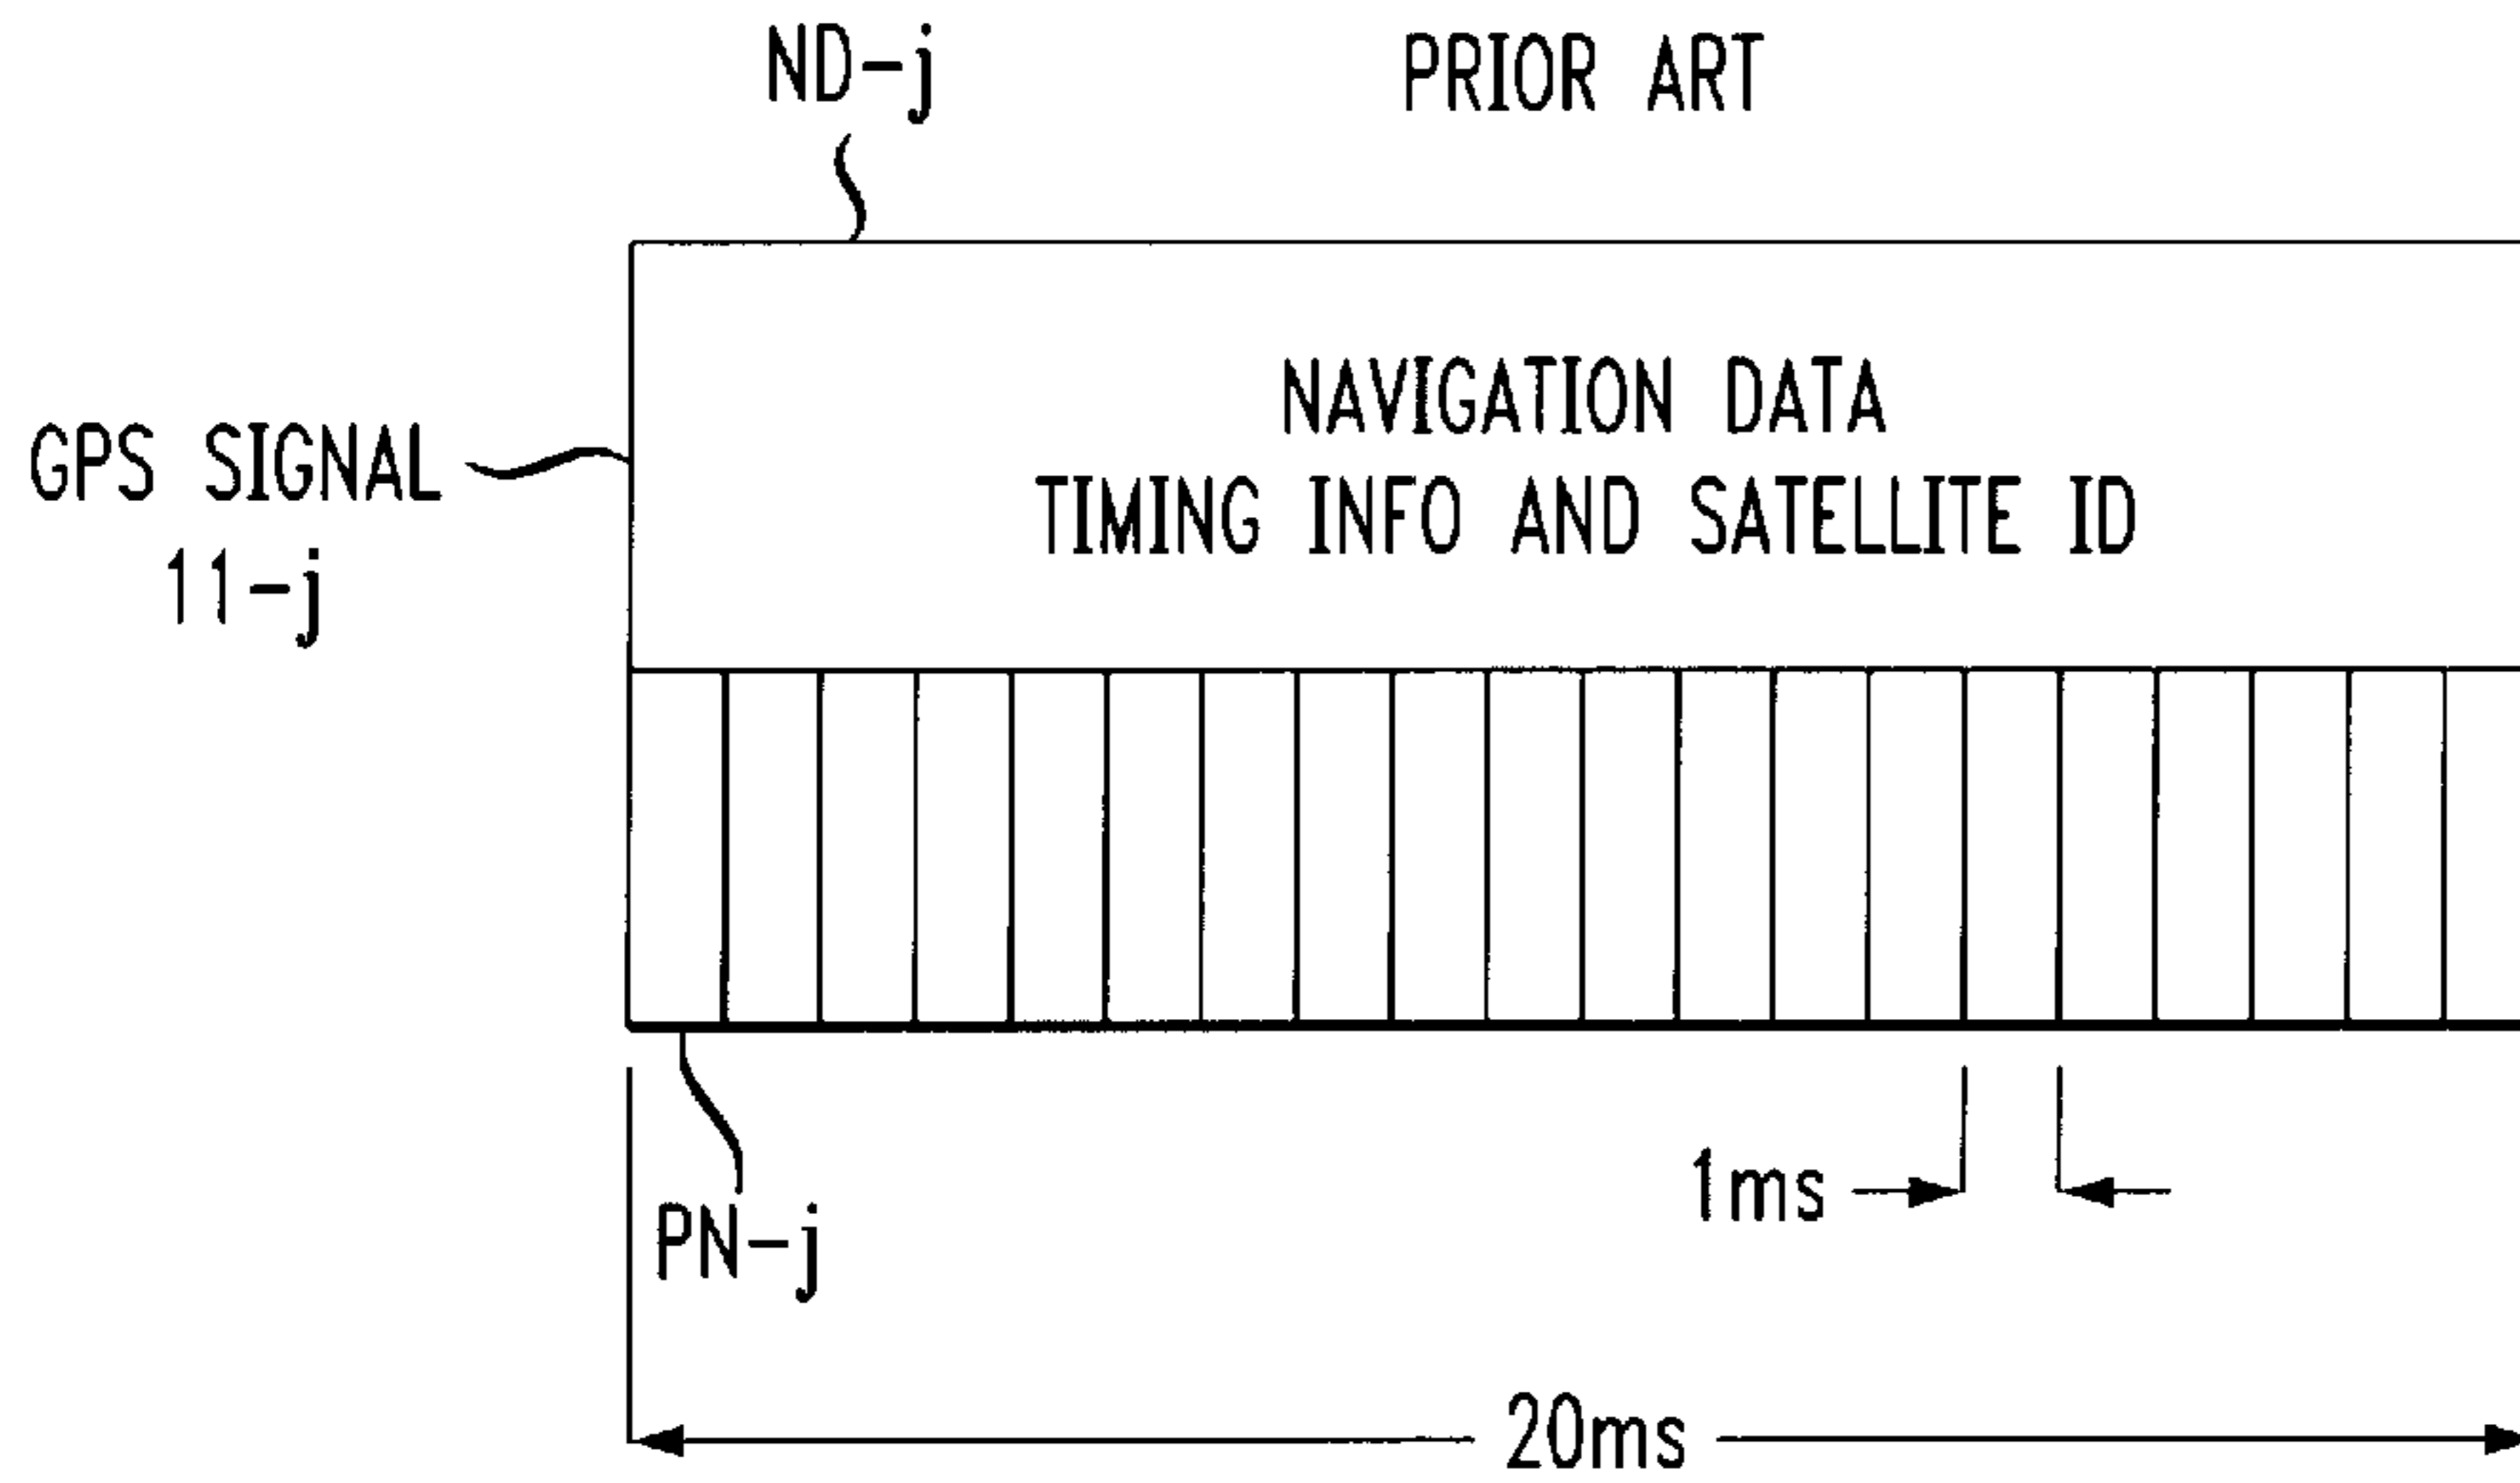 ND-j
PRIOR ART
NAVIGATION DATA
TIMING INFO AND SATELLITE ID
GPS SIGNAL
11-j
1ms
PN-j
20ms